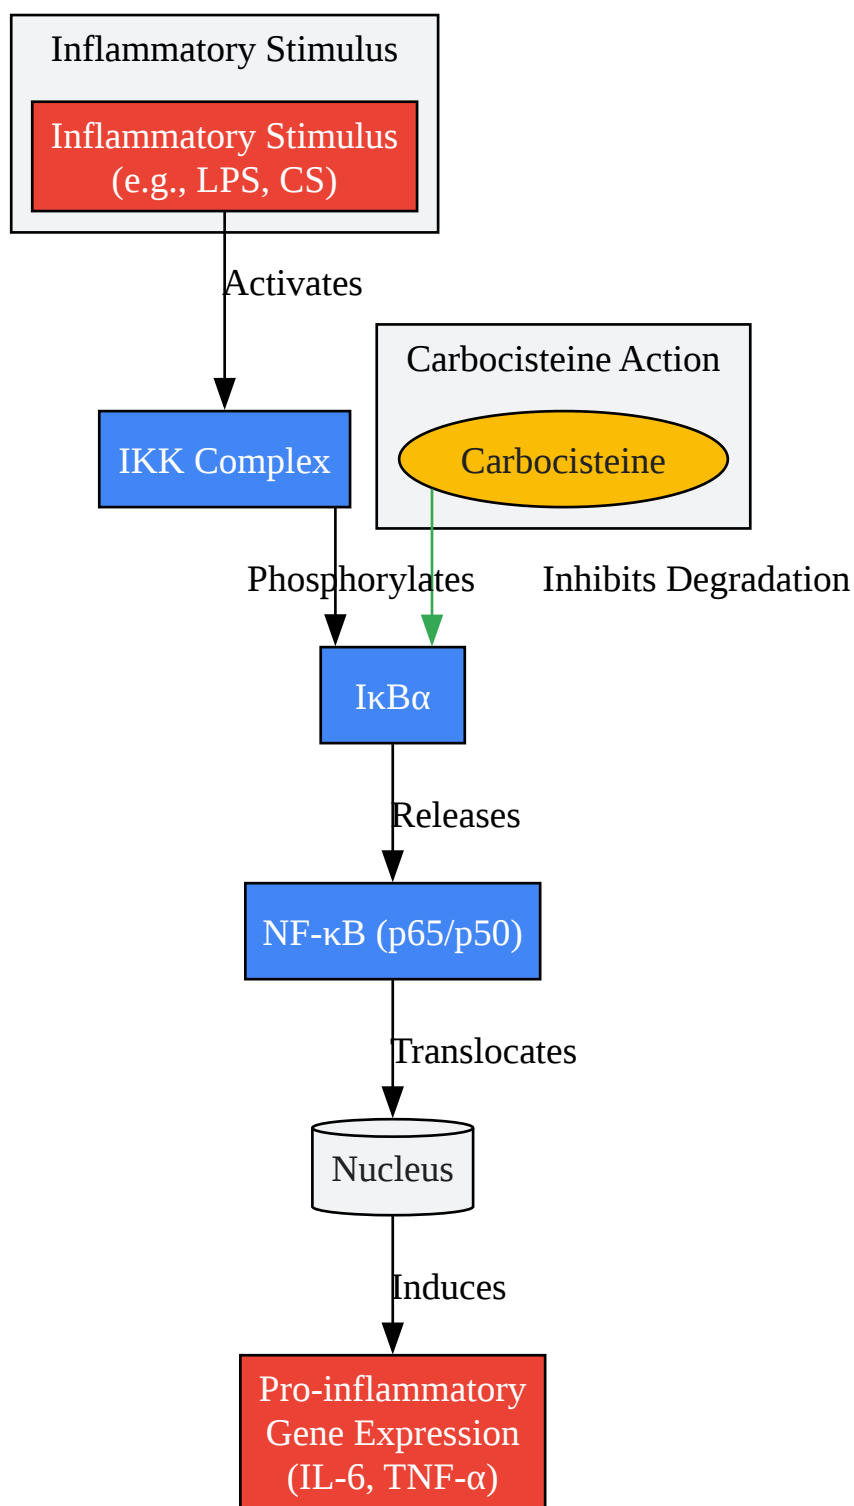 Inflammatory Stimulus
Inflammatory Stimulus
(e.g., LPS, CS)
Activates
Carbocisteine Action
IKK Complex
Carbocisteine
Phosphorylates
Inhibits Degradation
IκBα
Releases
NF-κB (p65/p50)
Translocates
Nucleus
Induces
Pro-inflammatory
Gene Expression
(IL-6, TNF-α)